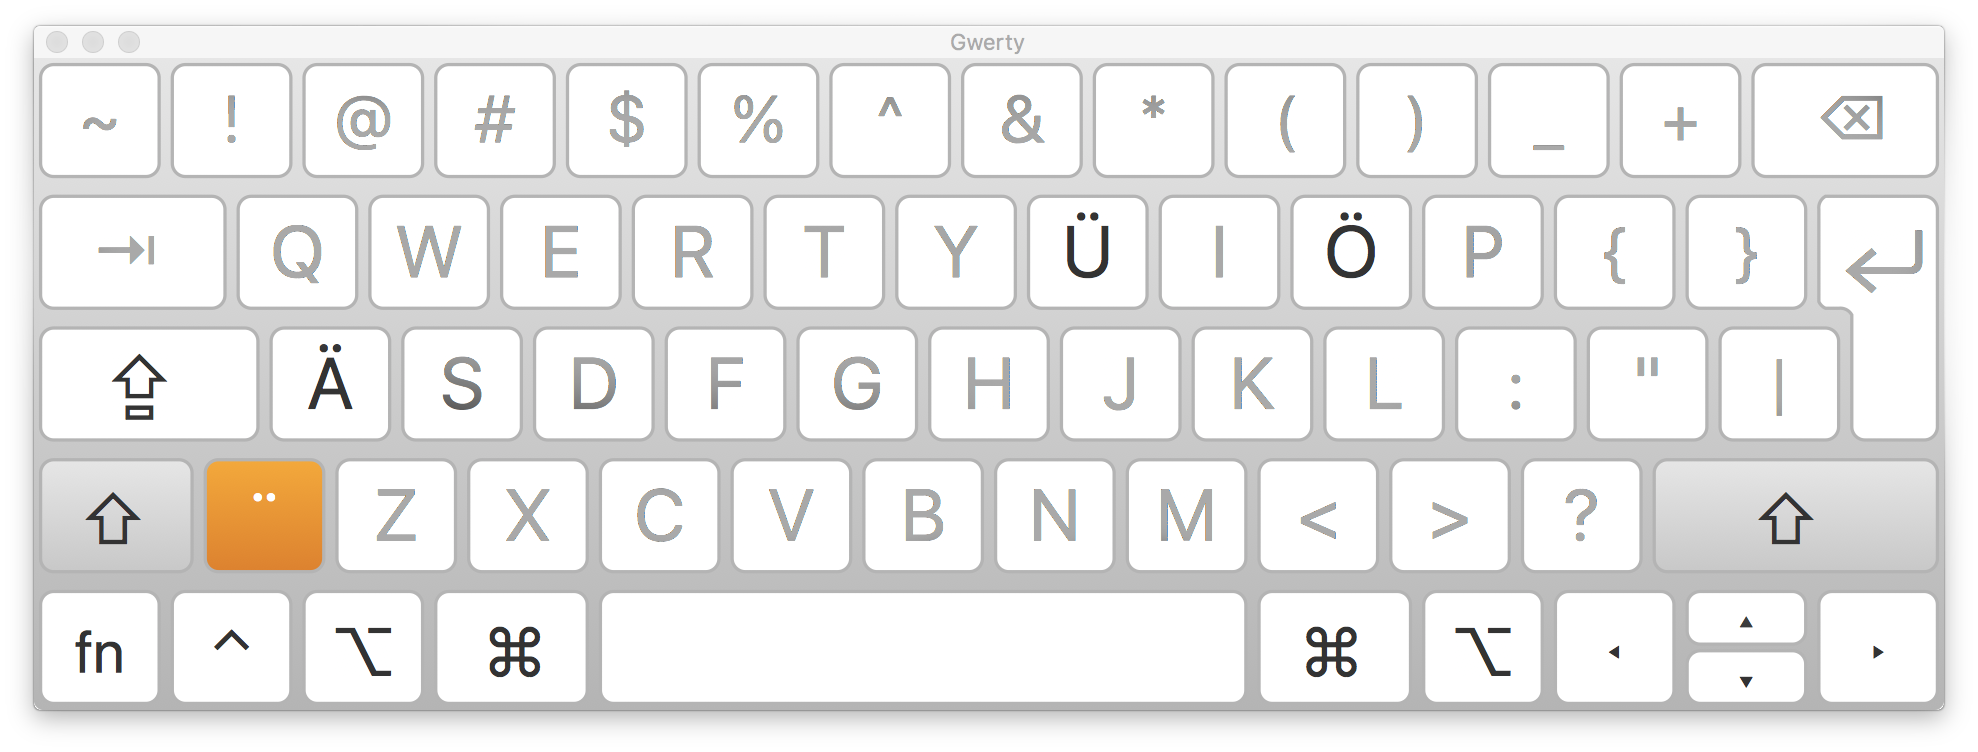 Gwerty
~ ! @ # $ % ^ & * ( ) _ + ⌫
⇥ Q W E R T Y Ü I Ö P { } ↵
⇪ Ä S D F G H J K L : " |
⇧ ¨ Z X C V B N M < > ? ⇧
fn ^ ⌥ ⌘ ⌘ ⌥ ◂ ▴ ▾ ▸